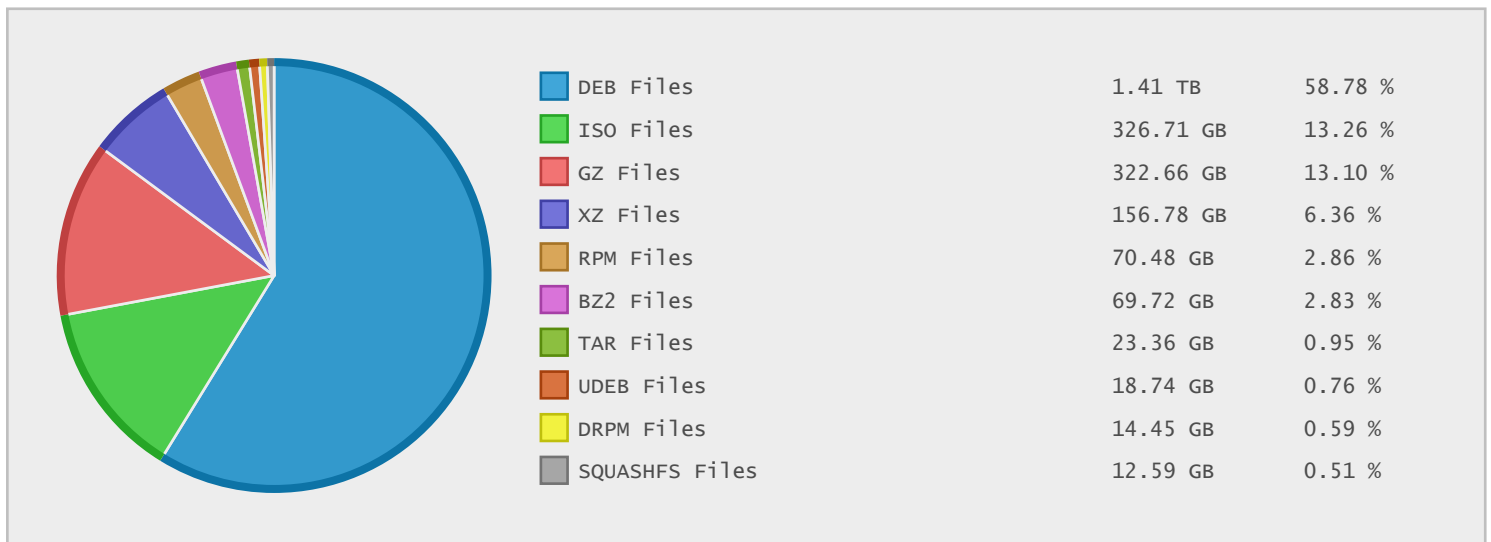 DEB Files 1.41 TB 58.78 %
ISO Files 326.71 GB 13.26 %
GZ Files 322.66 GB 13.10 %
XZ Files 156.78 GB 6.36 %
RPM Files 70.48 GB 2.86 %
BZ2 Files 69.72 GB 2.83 %
TAR Files 23.36 GB 0.95 %
UDEB Files 18.74 GB 0.76 %
DRPM Files 14.45 GB 0.59 %
SQUASHFS Files 12.59 GB 0.51 %